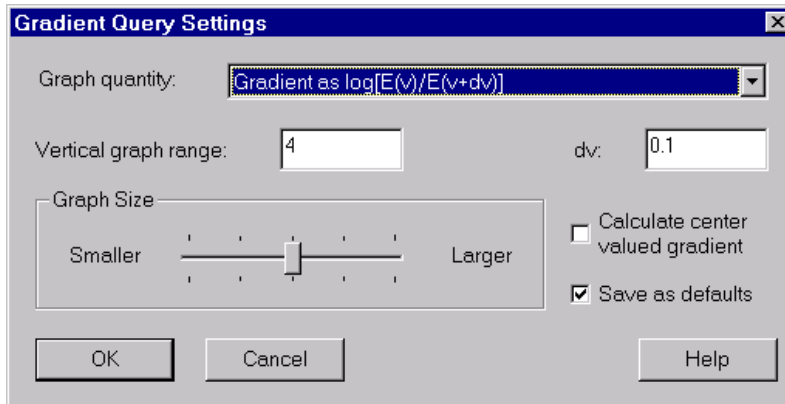 Gradient Query Settings
Graph quantity: Gradient as log[E(v)/E(v+dv)]
Vertical graph range: 4 dv: 0.1
Graph Size
Smaller Larger
Calculate center
valued gradient
Save as defaults
OK Cancel Help